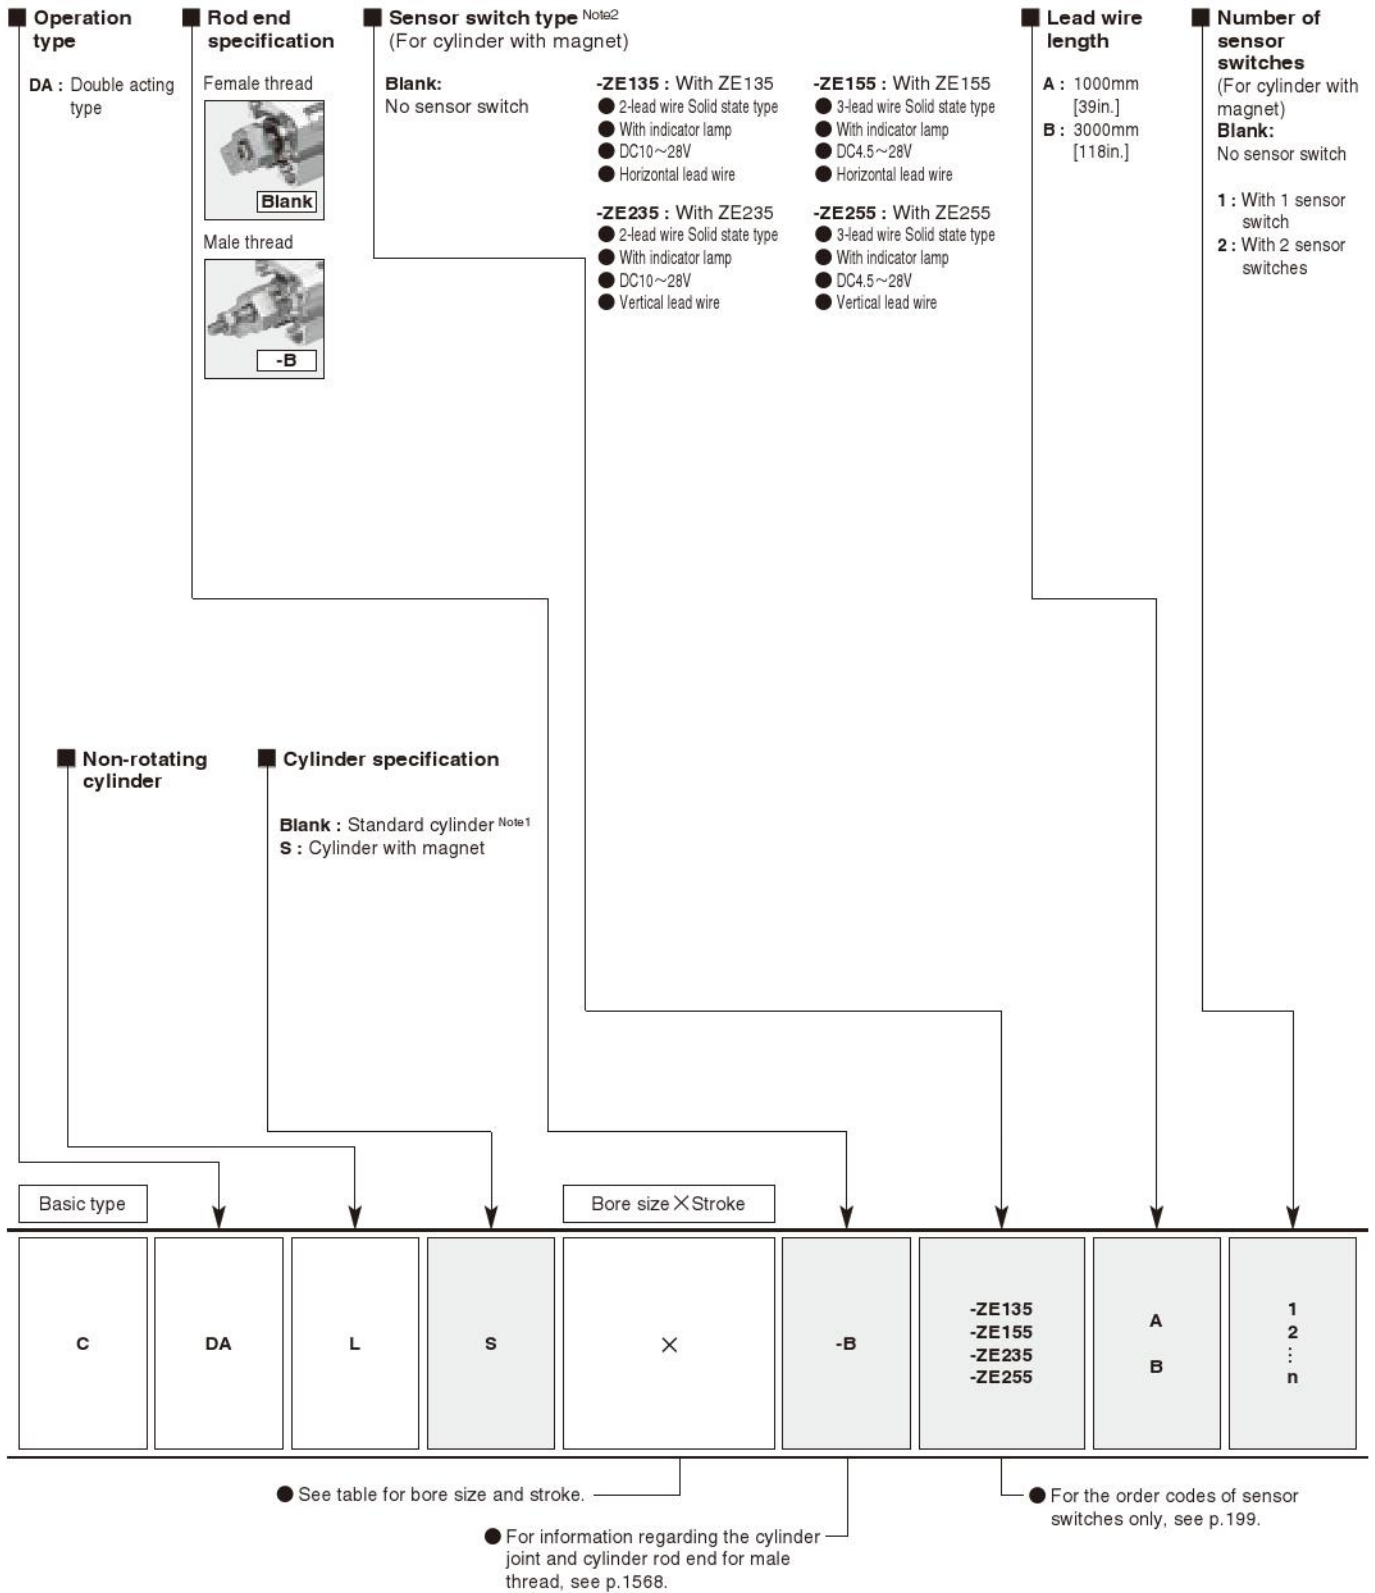 ■ Operation
type
DA : Double acting
type
■ Rod end
specification
Female thread
Blank
Male thread
-B
■ Sensor switch type Note2
(For cylinder with magnet)
Blank:
No sensor switch
-ZE135 : With ZE135
● 2-lead wire Solid state type
● With indicator lamp
● DC10～28V
● Horizontal lead wire
-ZE155 : With ZE155
● 3-lead wire Solid state type
● With indicator lamp
● DC4.5～28V
● Horizontal lead wire
-ZE235 : With ZE235
● 2-lead wire Solid state type
● With indicator lamp
● DC10～28V
● Vertical lead wire
-ZE255 : With ZE255
● 3-lead wire Solid state type
● With indicator lamp
● DC4.5～28V
● Vertical lead wire
■ Lead wire
length
A : 1000mm
[39in.]
B : 3000mm
[118in.]
■ Number of
sensor
switches
(For cylinder with
magnet)
Blank:
No sensor switch
1 : With 1 sensor
switch
2 : With 2 sensor
switches
■ Non-rotating
cylinder
■ Cylinder specification
Blank : Standard cylinder Note1
S : Cylinder with magnet
Basic type
Bore size × Stroke
C
DA
L
S
×
-B
-ZE135
-ZE155
-ZE235
-ZE255
A
B
1
2
⋮
n
● See table for bore size and stroke.
● For information regarding the cylinder
joint and cylinder rod end for male
thread, see p.1568.
● For the order codes of sensor
switches only, see p.199.